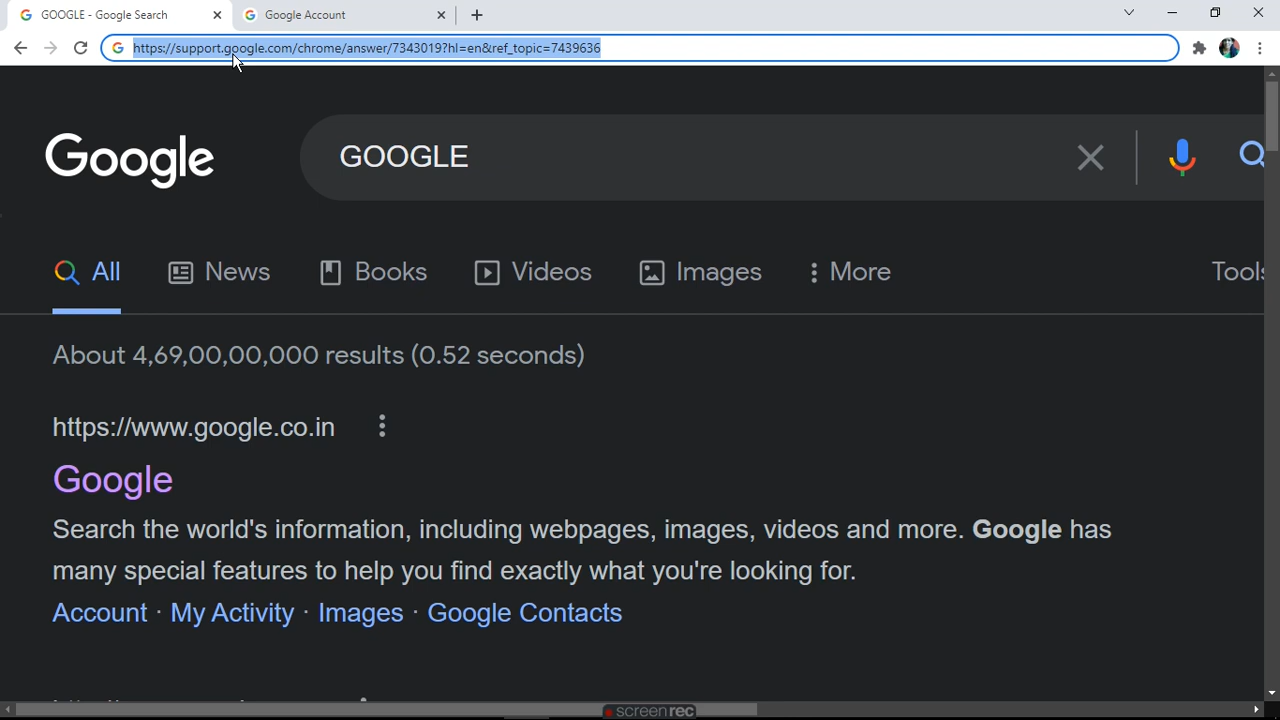 GOOGLE - Google Search
Google Account
https://support.google.com/chrome/answer/7343019?hl=en&ref_topic=7439636
Google
GOOGLE
All
News
Books
Videos
Images
More
Tools
About 4,69,00,00,000 results (0.52 seconds)
https://www.google.co.in
Google
Search the world's information, including webpages, images, videos and more. Google has
many special features to help you find exactly what you're looking for.
Account · My Activity · Images · Google Contacts
screenrec